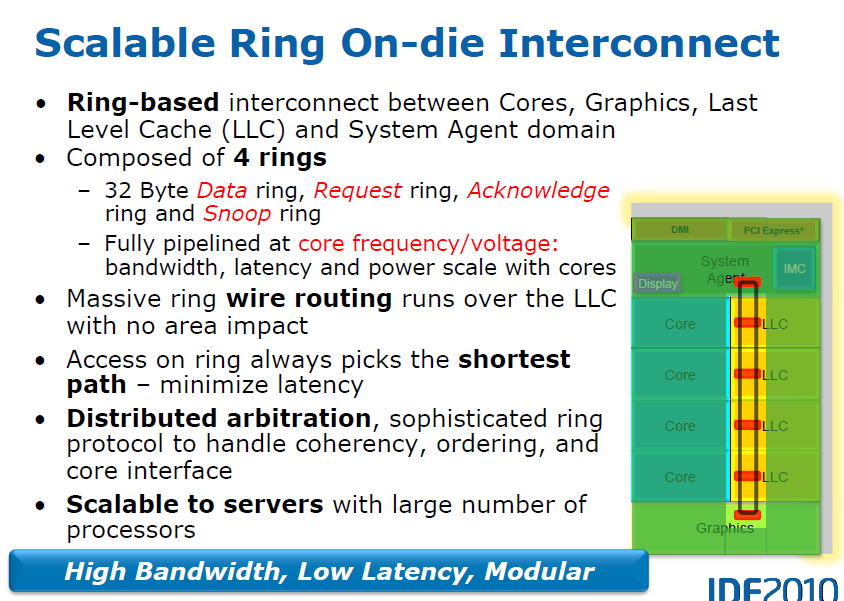 Scalable Ring On-die Interconnect
• Ring-based interconnect between Cores, Graphics, Last
Level Cache (LLC) and System Agent domain
• Composed of 4 rings
– 32 Byte Data ring, Request ring, Acknowledge
ring and Snoop ring
– Fully pipelined at core frequency/voltage:
bandwidth, latency and power scale with cores
• Massive ring wire routing runs over the LLC
with no area impact
• Access on ring always picks the shortest
path – minimize latency
• Distributed arbitration, sophisticated ring
protocol to handle coherency, ordering, and
core interface
• Scalable to servers with large number of
processors
High Bandwidth, Low Latency, Modular
DMI
PCI Express*
System
Agent
IMC
Display
Core
LLC
Core
LLC
Core
LLC
Core
LLC
Graphics
IDF2010